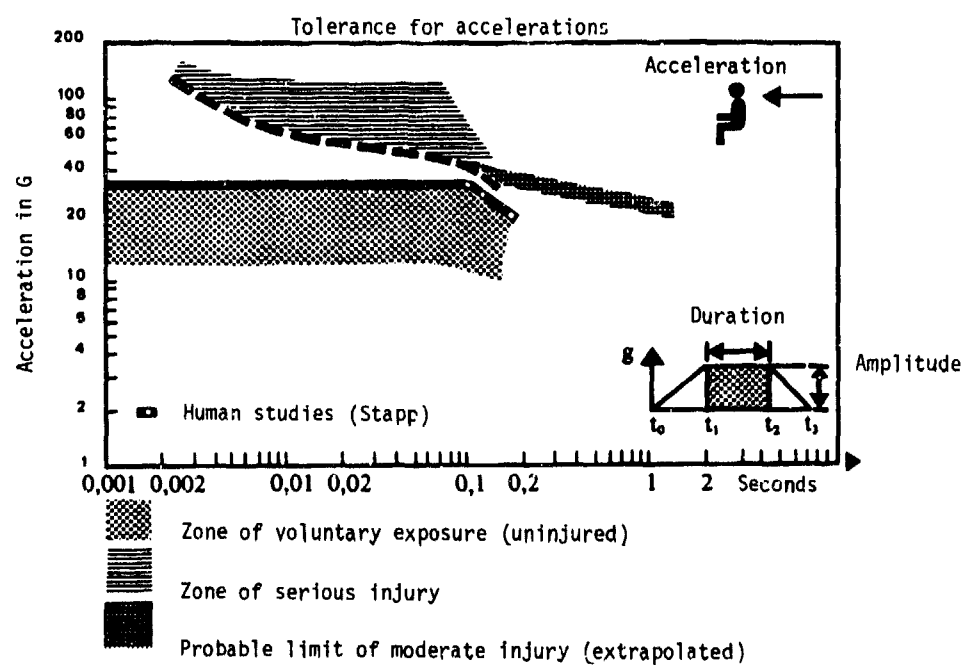 Tolerance for accelerations
200
100
80
60
40
20
10
8
6
4
2
1
Acceleration in G
Acceleration
Duration
g
Amplitude
t0 t1 t2 t3
Human studies (Stapp)
0,001 0,002 0,01 0,02 0,1 0,2 1 2 Seconds
Zone of voluntary exposure (uninjured)
Zone of serious injury
Probable limit of moderate injury (extrapolated)